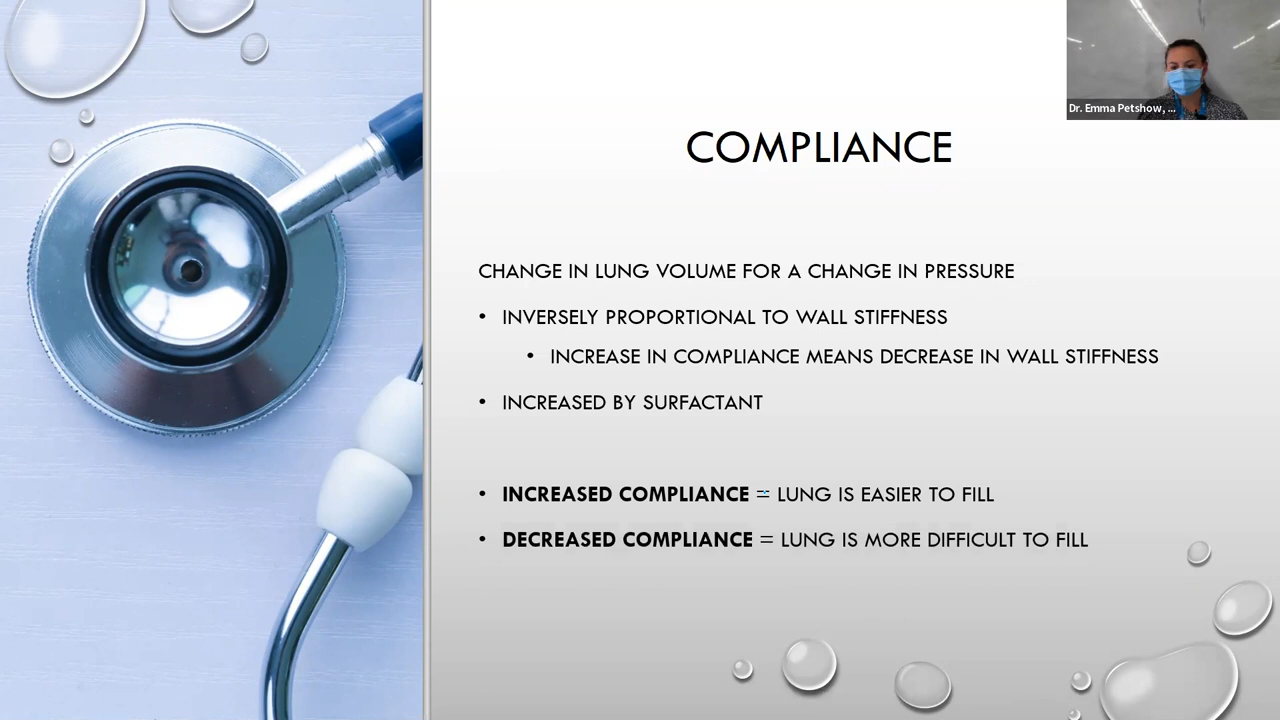 Dr. Emma Petshow, ...
COMPLIANCE
CHANGE IN LUNG VOLUME FOR A CHANGE IN PRESSURE
• INVERSELY PROPORTIONAL TO WALL STIFFNESS
• INCREASE IN COMPLIANCE MEANS DECREASE IN WALL STIFFNESS
• INCREASED BY SURFACTANT
• INCREASED COMPLIANCE = LUNG IS EASIER TO FILL
• DECREASED COMPLIANCE = LUNG IS MORE DIFFICULT TO FILL